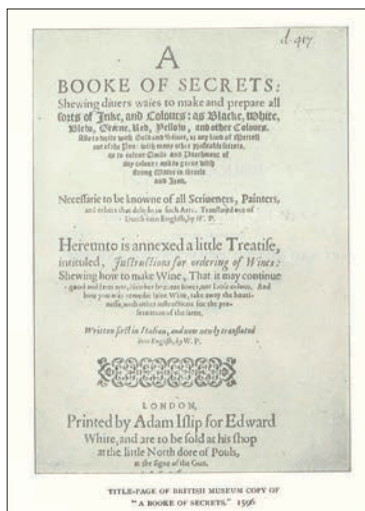 d. 417
A
BOOKE OF SECRETS:
Shewing diuers waies to make and prepare all
sorts of Inke, and Colours: as Blacke, White,
Blew, Greene, Red, Yellow, and other Colours.
Also to write with Gold and Siluer, or any kind of Mettall
out of the Pen: with many other profitable secrets,
as to colour Quils and Parchment of
any colour: and to graue with
strong Water in Steele
and Iron.
Necessarie to be knowne of all Scriueners, Painters,
and others that delight in such Arts. Translated out of
Dutch into English, by W. P.
Hereunto is annexed a little Treatise,
intituled, Instructions for ordering of Wines:
Shewing how to make Wine, That it may continue
good and faint not, Neither become sower, nor loose colour. And
how you may remedie faint Wine, take away the hoari-
nesse, with other instructions for the pre-
seruation of the same.
Written first in Italian, and now newly translated
into English, by W. P.
LONDON,
Printed by Adam Islip for Edward
White, and are to be sold at his shop
at the little North dore of Pouls,
at the signe of the Gun.
TITLE-PAGE OF BRITISH MUSEUM COPY OF
"A BOOKE OF SECRETS." 1596